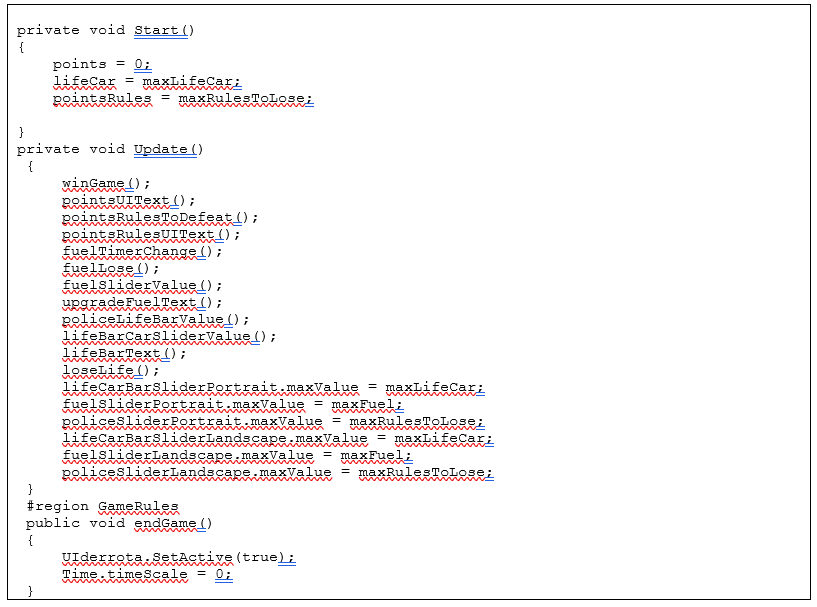 private void Start()
{
points = 0;
lifeCar = maxLifeCar;
pointsRules = maxRulesToLose;
}
private void Update()
{
winGame();
pointsUIText();
pointsRulesToDefeat();
pointsRulesUIText();
fuelTimerChange();
fuelLose();
fuelSliderValue();
upgradeFuelText();
policeLifeBarValue();
lifeBarCarSliderValue();
lifeBarText();
loseLife();
lifeCarBarSliderPortrait.maxValue = maxLifeCar;
fuelSliderPortrait.maxValue = maxFuel;
policeSliderPortrait.maxValue = maxRulesToLose;
lifeCarBarSliderLandscape.maxValue = maxLifeCar;
fuelSliderLandscape.maxValue = maxFuel;
policeSliderLandscape.maxValue = maxRulesToLose;
}
#region GameRules
public void endGame()
{
UIderrota.SetActive(true);
Time.timeScale = 0;
}